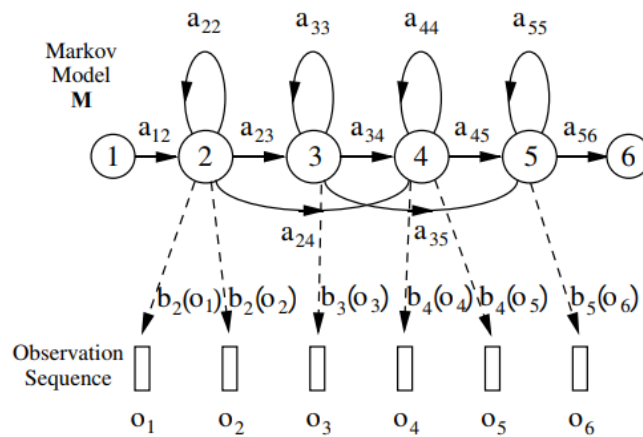 a22 a33 a44 a55
Markov
Model
M
a12 a23 a34 a45 a56
1 2 3 4 5 6
a24 a35
b2(o1) b2(o2) b3(o3) b4(o4) b4(o5) b5(o6)
Observation
Sequence
o1 o2 o3 o4 o5 o6